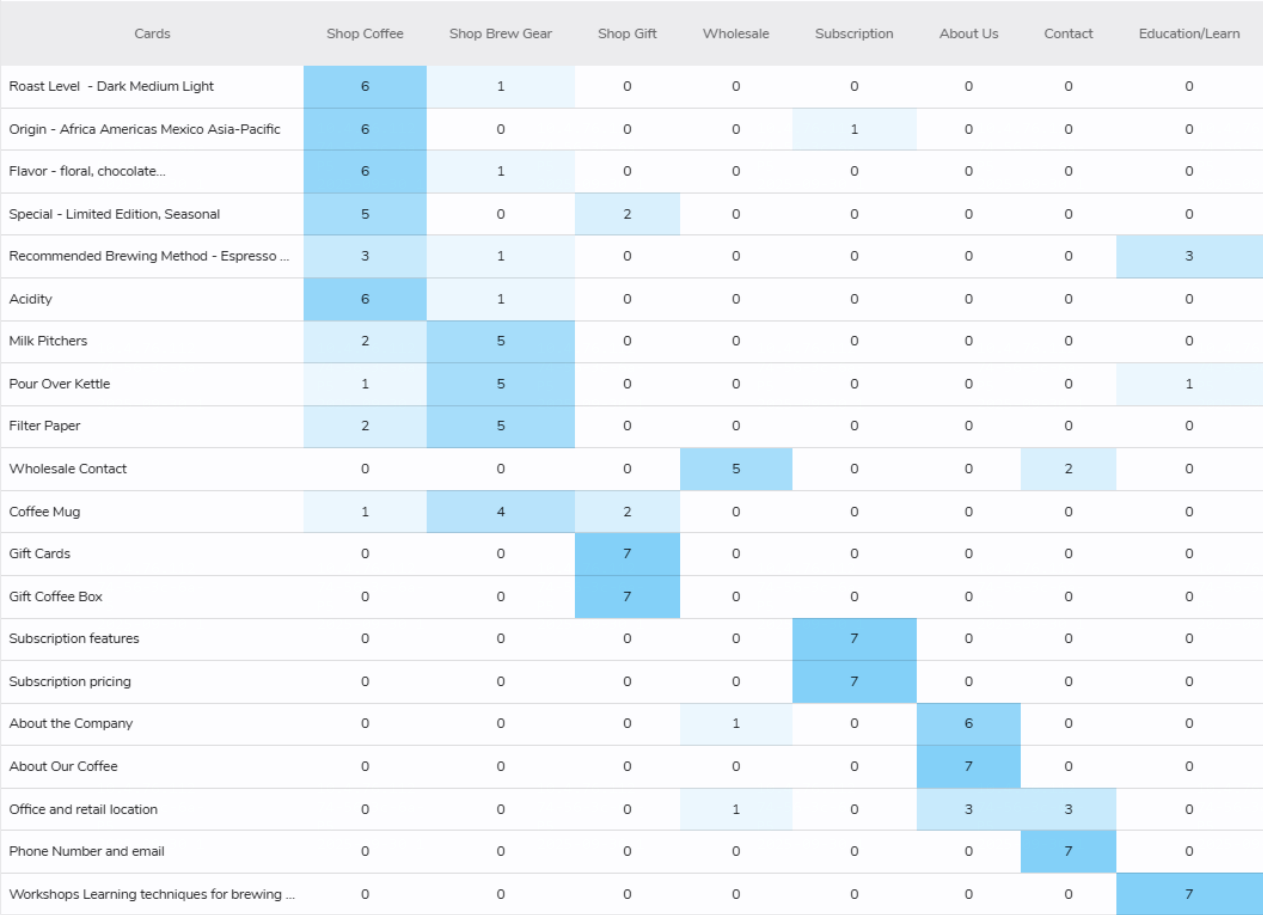 Cards Shop Coffee Shop Brew Gear Shop Gift Wholesale Subscription About Us Contact Education/Learn
Roast Level - Dark Medium Light 6 1 0 0 0 0 0 0
Origin - Africa Americas Mexico Asia-Pacific 6 0 0 0 1 0 0 0
Flavor - floral, chocolate... 6 1 0 0 0 0 0 0
Special - Limited Edition, Seasonal 5 0 2 0 0 0 0 0
Recommended Brewing Method - Espresso ... 3 1 0 0 0 0 0 3
Acidity 6 1 0 0 0 0 0 0
Milk Pitchers 2 5 0 0 0 0 0 0
Pour Over Kettle 1 5 0 0 0 0 0 1
Filter Paper 2 5 0 0 0 0 0 0
Wholesale Contact 0 0 0 5 0 0 2 0
Coffee Mug 1 4 2 0 0 0 0 0
Gift Cards 0 0 7 0 0 0 0 0
Gift Coffee Box 0 0 7 0 0 0 0 0
Subscription features 0 0 0 0 7 0 0 0
Subscription pricing 0 0 0 0 7 0 0 0
About the Company 0 0 0 1 0 6 0 0
About Our Coffee 0 0 0 0 0 7 0 0
Office and retail location 0 0 0 1 0 3 3 0
Phone Number and email 0 0 0 0 0 0 7 0
Workshops Learning techniques for brewing ... 0 0 0 0 0 0 0 7